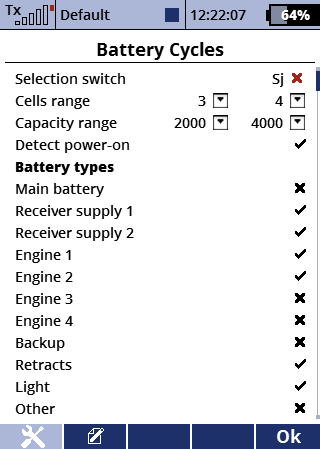 Tx Default 12:22:07 64%
Battery Cycles
Selection switch Sj
Cells range 3 4
Capacity range 2000 4000
Detect power-on
Battery types
Main battery
Receiver supply 1
Receiver supply 2
Engine 1
Engine 2
Engine 3
Engine 4
Backup
Retracts
Light
Other
Ok